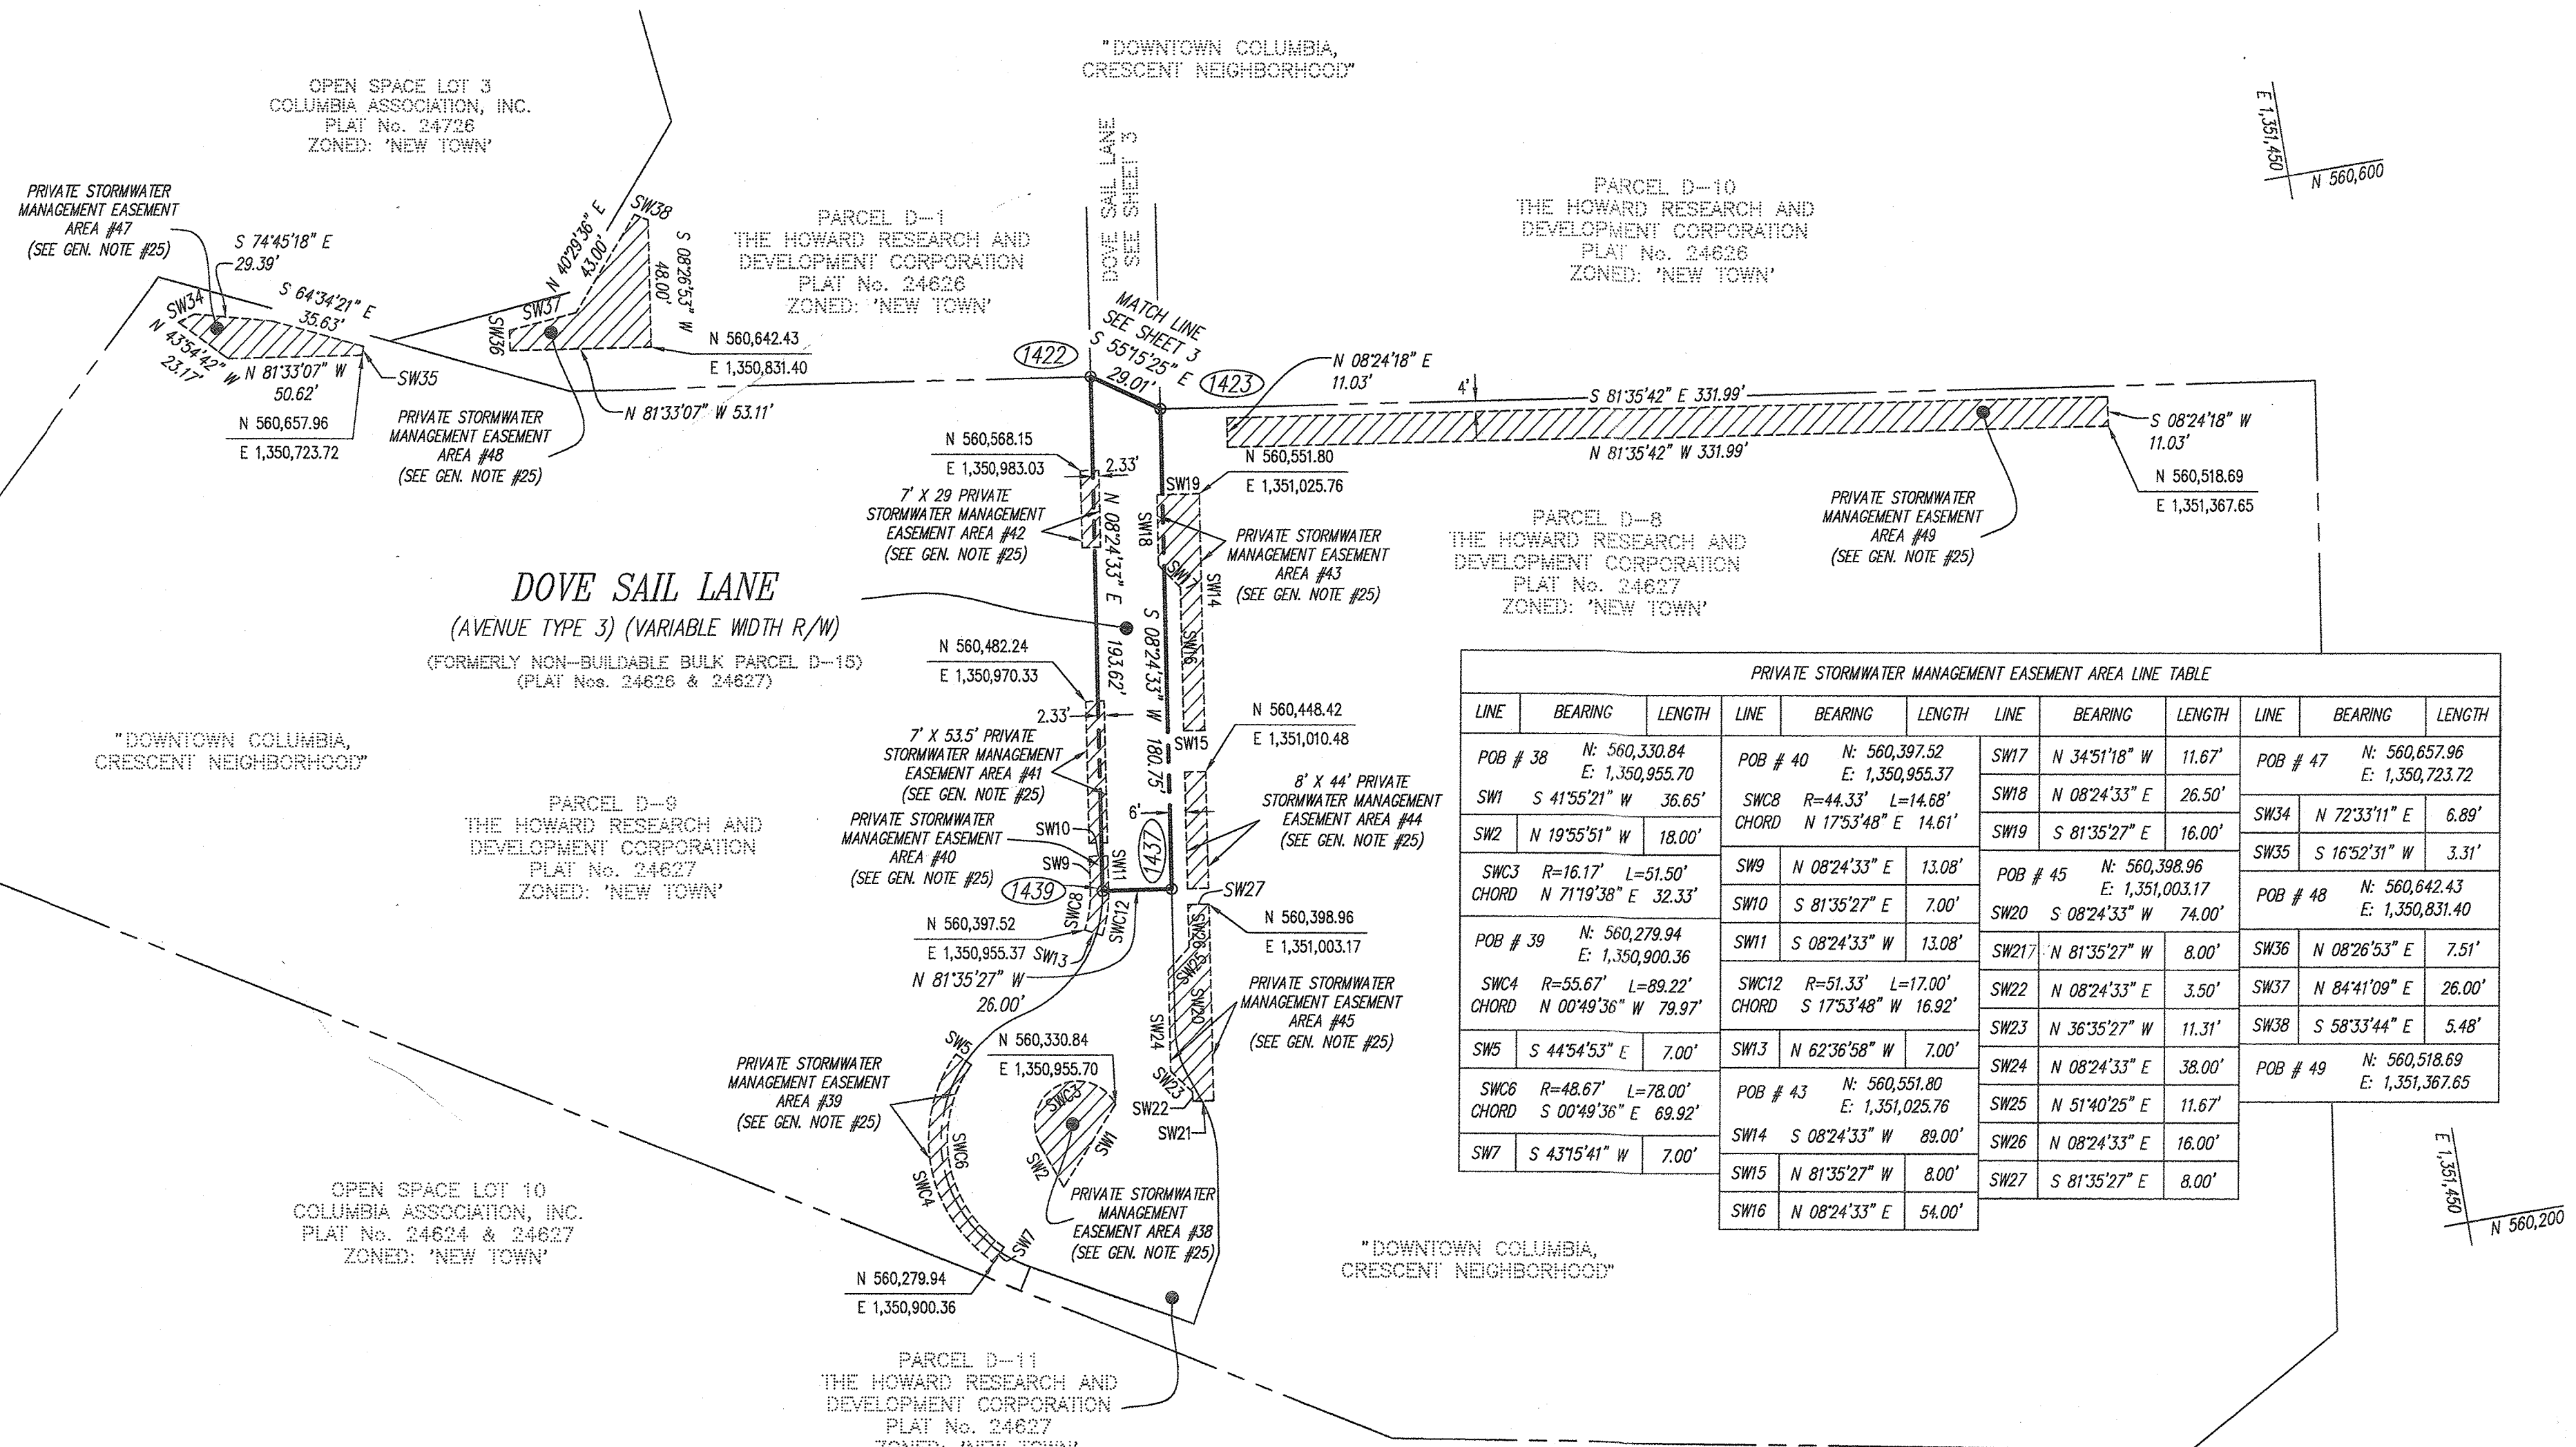 "DOWNTOWN COLUMBIA,
CRESCENT NEIGHBORHOOD"
OPEN SPACE LOT 3
COLUMBIA ASSOCIATION, INC.
PLAT No. 24726
ZONED: 'NEW TOWN'
DOVE SAIL LANE
SEE SHEET 3
E 1,351,450
N 560,600
PARCEL D-10
THE HOWARD RESEARCH AND
DEVELOPMENT CORPORATION
PLAT No. 24626
ZONED: 'NEW TOWN'
PRIVATE STORMWATER
MANAGEMENT EASEMENT
AREA #47
(SEE GEN. NOTE #25)
S 74°45'18" E
29.39'
SW34
S 64°34'21" E
35.63'
N 43°54'42" W
23.17'
N 81°33'07" W
50.62'
SW35
N 560,657.96
E 1,350,723.72
N 40°29'36" E
43.00'
SW38
SW37
SW36
S 08°26'53" W
48.00'
N 560,642.43
E 1,350,831.40
N 81°33'07" W 53.11'
PRIVATE STORMWATER
MANAGEMENT EASEMENT
AREA #48
(SEE GEN. NOTE #25)
PARCEL D-1
THE HOWARD RESEARCH AND
DEVELOPMENT CORPORATION
PLAT No. 24626
ZONED: 'NEW TOWN'
MATCH LINE
SEE SHEET 3
S 55°15'25" E
29.01'
1422
1423
N 08°24'18" E
11.03'
4'
S 81°35'42" E 331.99'
N 81°35'42" W 331.99'
S 08°24'18" W
11.03'
N 560,518.69
E 1,351,367.65
PRIVATE STORMWATER
MANAGEMENT EASEMENT
AREA #49
(SEE GEN. NOTE #25)
N 560,568.15
E 1,350,983.03
2.33'
7' X 29 PRIVATE
STORMWATER MANAGEMENT
EASEMENT AREA #42
(SEE GEN. NOTE #25)
N 08°24'33" E 193.62'
S 08°24'33" W 180.75'
N 560,551.80
E 1,351,025.76
SW19
SW18
SW17
SW14
SW16
SW15
PRIVATE STORMWATER
MANAGEMENT EASEMENT
AREA #43
(SEE GEN. NOTE #25)
PARCEL D-8
THE HOWARD RESEARCH AND
DEVELOPMENT CORPORATION
PLAT No. 24627
ZONED: 'NEW TOWN'
DOVE SAIL LANE
(AVENUE TYPE 3) (VARIABLE WIDTH R/W)
(FORMERLY NON-BUILDABLE BULK PARCEL D-15)
(PLAT Nos. 24626 & 24627)
N 560,482.24
E 1,350,970.33
2.33'
7' X 53.5' PRIVATE
STORMWATER MANAGEMENT
EASEMENT AREA #41
(SEE GEN. NOTE #25)
N 560,448.42
E 1,351,010.48
8' X 44' PRIVATE
STORMWATER MANAGEMENT
EASEMENT AREA #44
(SEE GEN. NOTE #25)
6'
1437
"DOWNTOWN COLUMBIA,
CRESCENT NEIGHBORHOOD"
PARCEL D-9
THE HOWARD RESEARCH AND
DEVELOPMENT CORPORATION
PLAT No. 24627
ZONED: 'NEW TOWN'
PRIVATE STORMWATER
MANAGEMENT EASEMENT
AREA #40
(SEE GEN. NOTE #25)
SW10
SW9
SW11
1439
SWC8
SWC12
SW13
N 560,397.52
E 1,350,955.37
N 81°35'27" W
26.00'
SW27
N 560,398.96
E 1,351,003.17
SW26
SW25
SW20
SW24
SW23
SW22
SW21
PRIVATE STORMWATER
MANAGEMENT EASEMENT
AREA #45
(SEE GEN. NOTE #25)
N 560,330.84
E 1,350,955.70
SW5
SWC3
SW1
SW2
SWC6
SWC4
SW7
PRIVATE STORMWATER
MANAGEMENT EASEMENT
AREA #39
(SEE GEN. NOTE #25)
PRIVATE STORMWATER
MANAGEMENT
EASEMENT AREA #38
(SEE GEN. NOTE #25)
N 560,279.94
E 1,350,900.36
OPEN SPACE LOT 10
COLUMBIA ASSOCIATION, INC.
PLAT No. 24624 & 24627
ZONED: 'NEW TOWN'
PARCEL D-11
THE HOWARD RESEARCH AND
DEVELOPMENT CORPORATION
PLAT No. 24627
ZONED: 'NEW TOWN'
"DOWNTOWN COLUMBIA,
CRESCENT NEIGHBORHOOD"
E 1,351,450
N 560,200
PRIVATE STORMWATER MANAGEMENT EASEMENT AREA LINE TABLE
LINE BEARING LENGTH LINE BEARING LENGTH LINE BEARING LENGTH LINE BEARING LENGTH
POB # 38 N: 560,330.84
E: 1,350,955.70
SW1 S 41°55'21" W 36.65'
SW2 N 19°55'51" W 18.00'
SWC3 R=16.17' L=51.50'
CHORD N 71°19'38" E 32.33'
POB # 39 N: 560,279.94
E: 1,350,900.36
SWC4 R=55.67' L=89.22'
CHORD N 00°49'36" W 79.97'
SW5 S 44°54'53" E 7.00'
SWC6 R=48.67' L=78.00'
CHORD S 00°49'36" E 69.92'
SW7 S 43°15'41" W 7.00'
POB # 40 N: 560,397.52
E: 1,350,955.37
SWC8 R=44.33' L=14.68'
CHORD N 17°53'48" E 14.61'
SW9 N 08°24'33" E 13.08'
SW10 S 81°35'27" E 7.00'
SW11 S 08°24'33" W 13.08'
SWC12 R=51.33' L=17.00'
CHORD S 17°53'48" W 16.92'
SW13 N 62°36'58" W 7.00'
POB # 43 N: 560,551.80
E: 1,351,025.76
SW14 S 08°24'33" W 89.00'
SW15 N 81°35'27" W 8.00'
SW16 N 08°24'33" E 54.00'
SW17 N 34°51'18" W 11.67'
SW18 N 08°24'33" E 26.50'
SW19 S 81°35'27" E 16.00'
POB # 45 N: 560,398.96
E: 1,351,003.17
SW20 S 08°24'33" W 74.00'
SW217 N 81°35'27" W 8.00'
SW22 N 08°24'33" E 3.50'
SW23 N 36°35'27" W 11.31'
SW24 N 08°24'33" E 38.00'
SW25 N 51°40'25" E 11.67'
SW26 N 08°24'33" E 16.00'
SW27 S 81°35'27" E 8.00'
POB # 47 N: 560,657.96
E: 1,350,723.72
SW34 N 72°33'11" E 6.89'
SW35 S 16°52'31" W 3.31'
POB # 48 N: 560,642.43
E: 1,350,831.40
SW36 N 08°26'53" E 7.51'
SW37 N 84°41'09" E 26.00'
SW38 S 58°33'44" E 5.48'
POB # 49 N: 560,518.69
E: 1,351,367.65